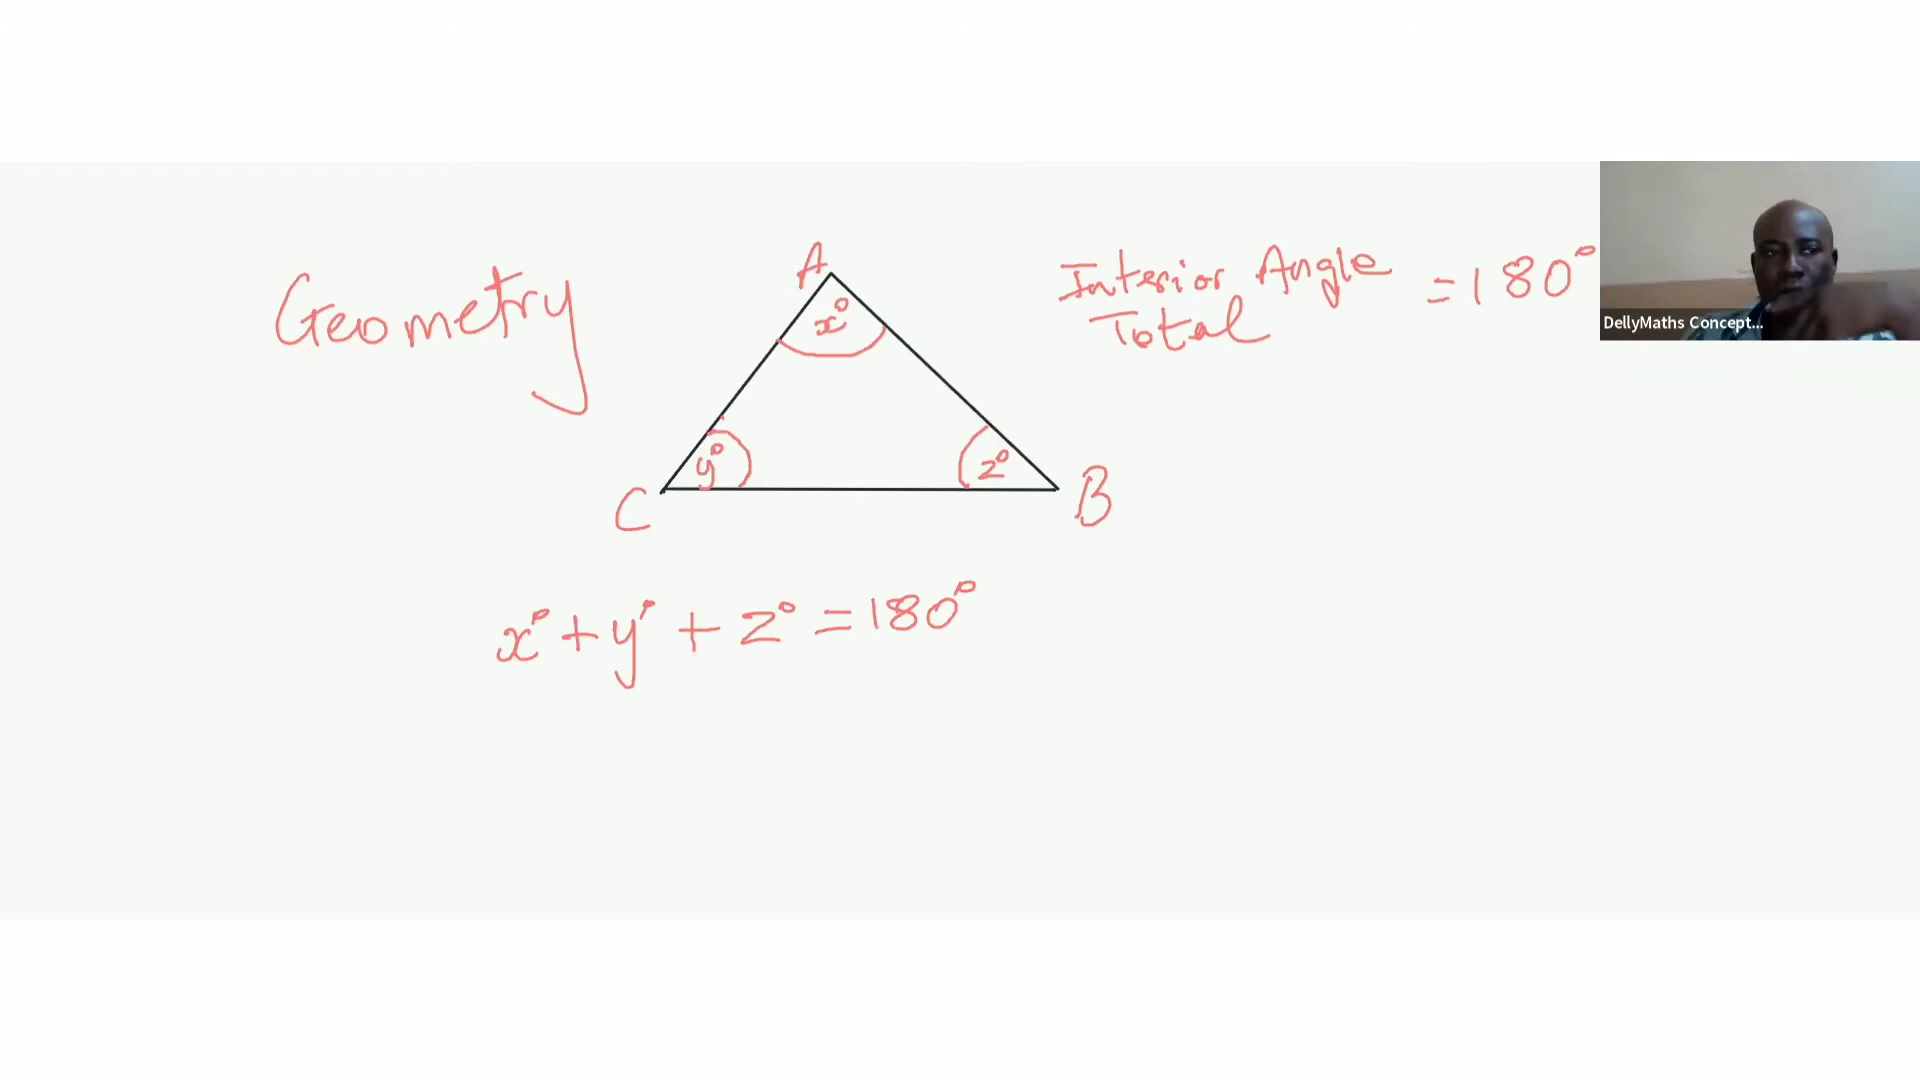 Geometry
A
x°
y°
z°
C
B
Interior Angle = 180°
Total
x° + y° + z° = 180°
DellyMaths Concept...